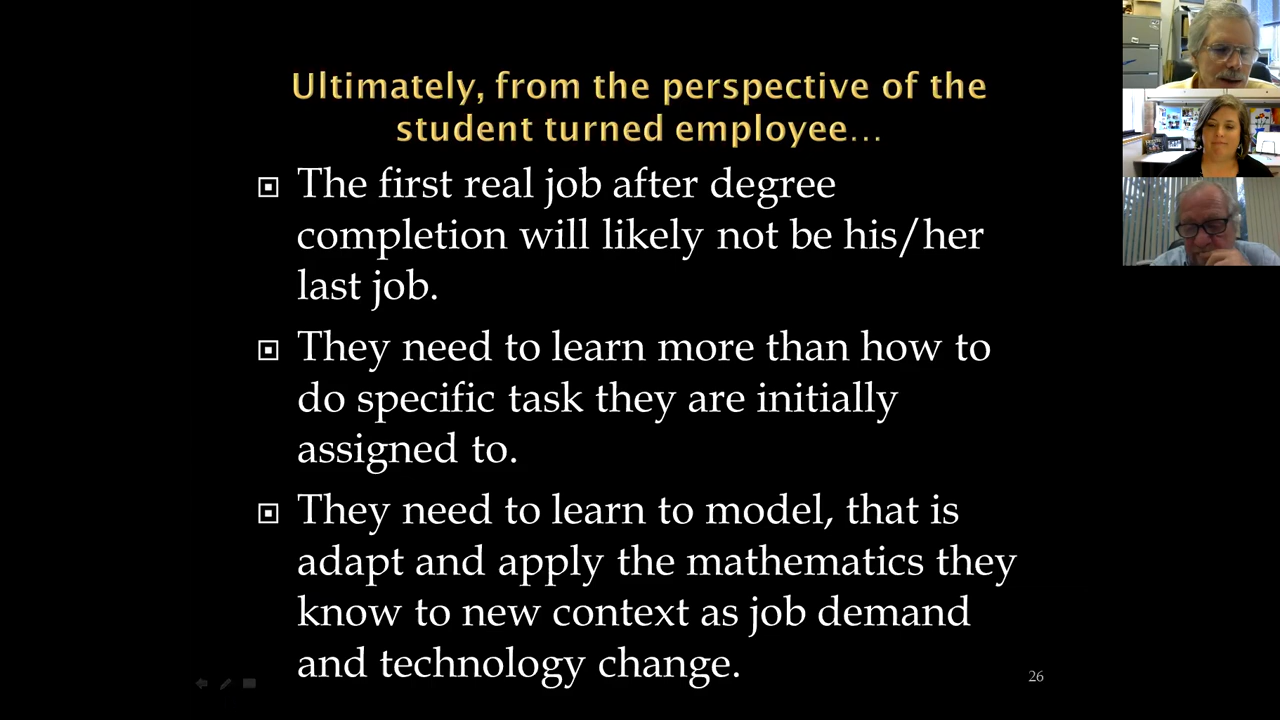 Ultimately, from the perspective of the
student turned employee…
The first real job after degree
completion will likely not be his/her
last job.
They need to learn more than how to
do specific task they are initially
assigned to.
They need to learn to model, that is
adapt and apply the mathematics they
know to new context as job demand
and technology change.
26